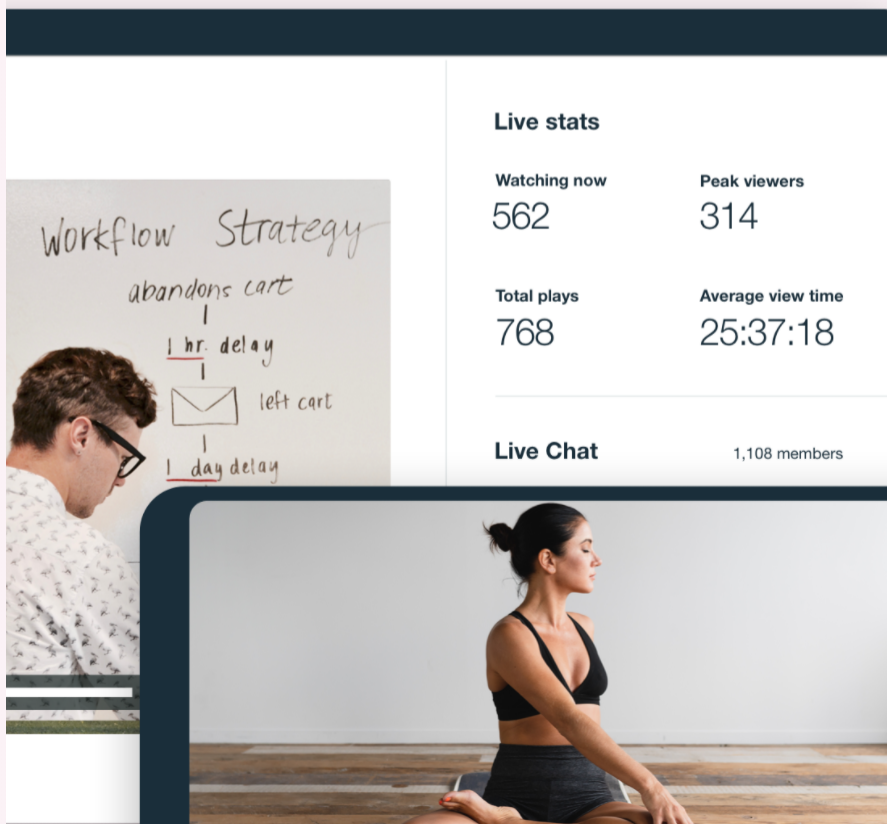 Workflow Strategy
abandons cart
1 hr. delay
left cart
1 day delay
Live stats
Watching now
562
Peak viewers
314
Total plays
768
Average view time
25:37:18
Live Chat
1,108 members